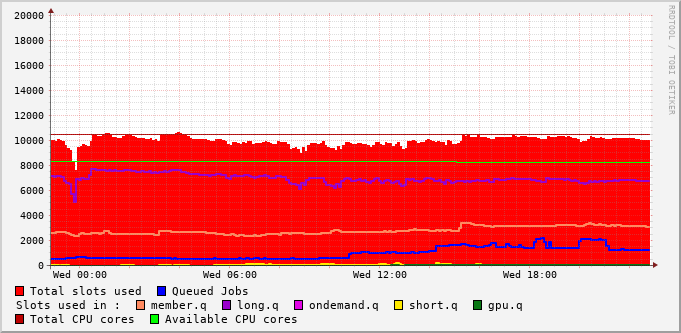 RRDTOOL / TOBI OETIKER
20000
18000
16000
14000
12000
10000
8000
6000
4000
2000
0
Wed 00:00 Wed 06:00 Wed 12:00 Wed 18:00
Total slots used Queued Jobs
Slots used in : member.q long.q ondemand.q short.q gpu.q
Total CPU cores Available CPU cores